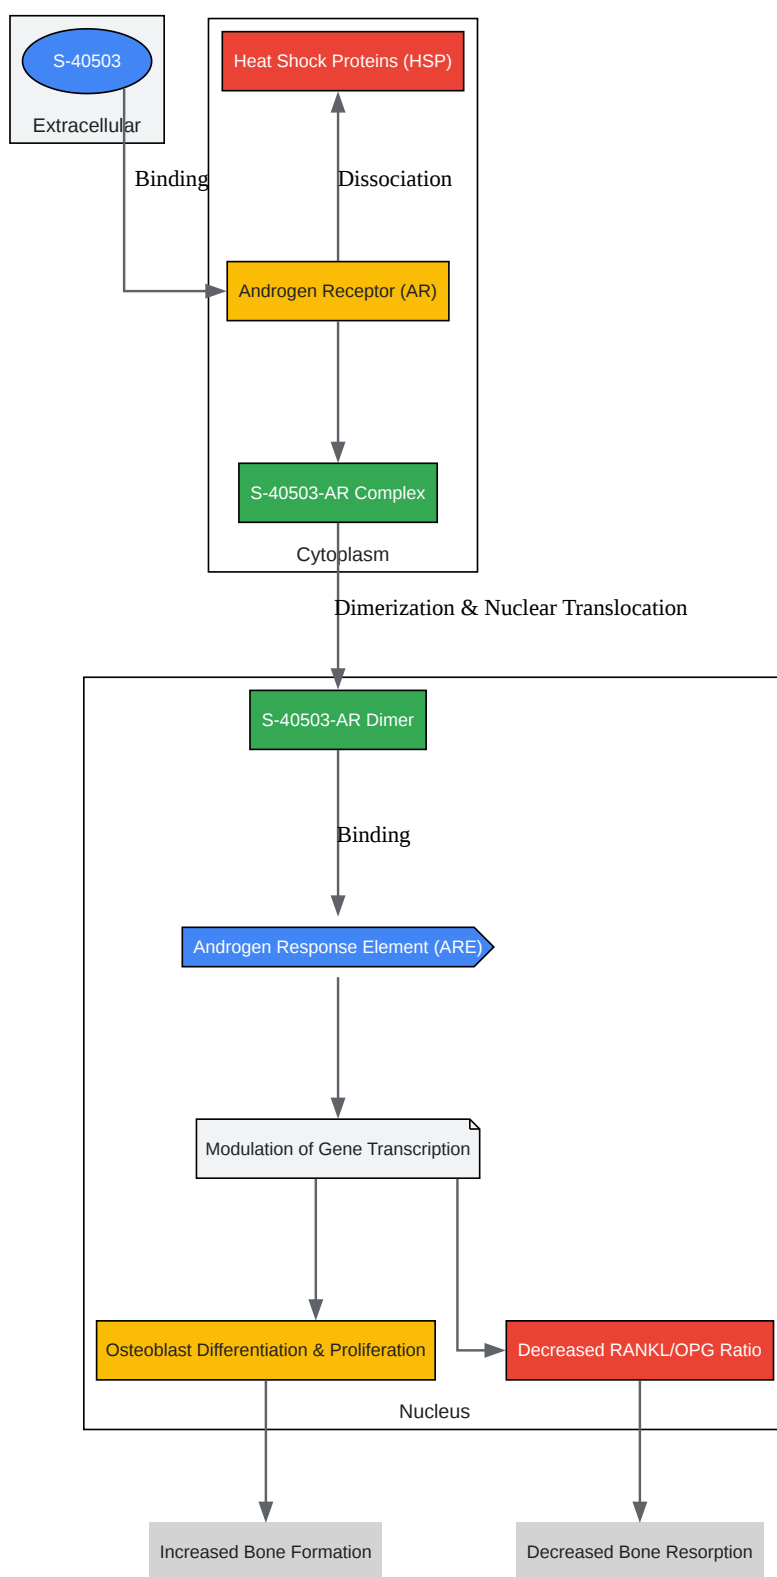 S-40503
Heat Shock Proteins (HSP)
Extracellular
Binding
Dissociation
Androgen Receptor (AR)
S-40503-AR Complex
Cytoplasm
Dimerization & Nuclear Translocation
S-40503-AR Dimer
Binding
Androgen Response Element (ARE)
Modulation of Gene Transcription
Osteoblast Differentiation & Proliferation
Decreased RANKL/OPG Ratio
Nucleus
Increased Bone Formation
Decreased Bone Resorption